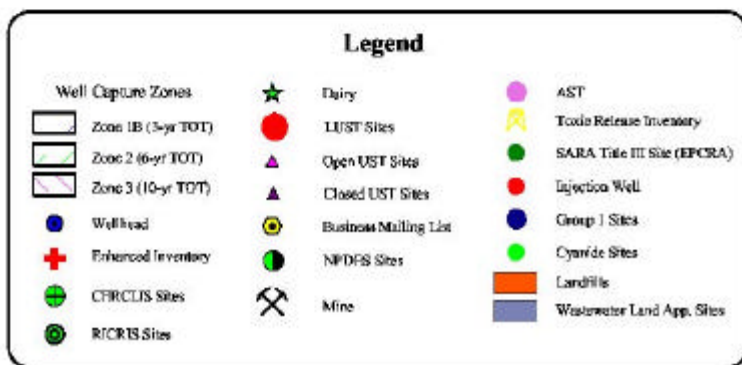 Legend
Well Capture Zones
Zone 1B (3-yr TOT)
Zone 2 (6-yr TOT)
Zone 3 (10-yr TOT)
Wellhead
Enhanced Inventory
CERCLIS Sites
RICRIS Sites
Dairy
LUST Sites
Open UST Sites
Closed UST Sites
Business Mailing List
NPDES Sites
Mine
AST
Toxic Release Inventory
SARA Title III Site (EPCRA)
Injection Well
Group 1 Sites
Cyanide Sites
Landfills
Wastewater Land App. Sites